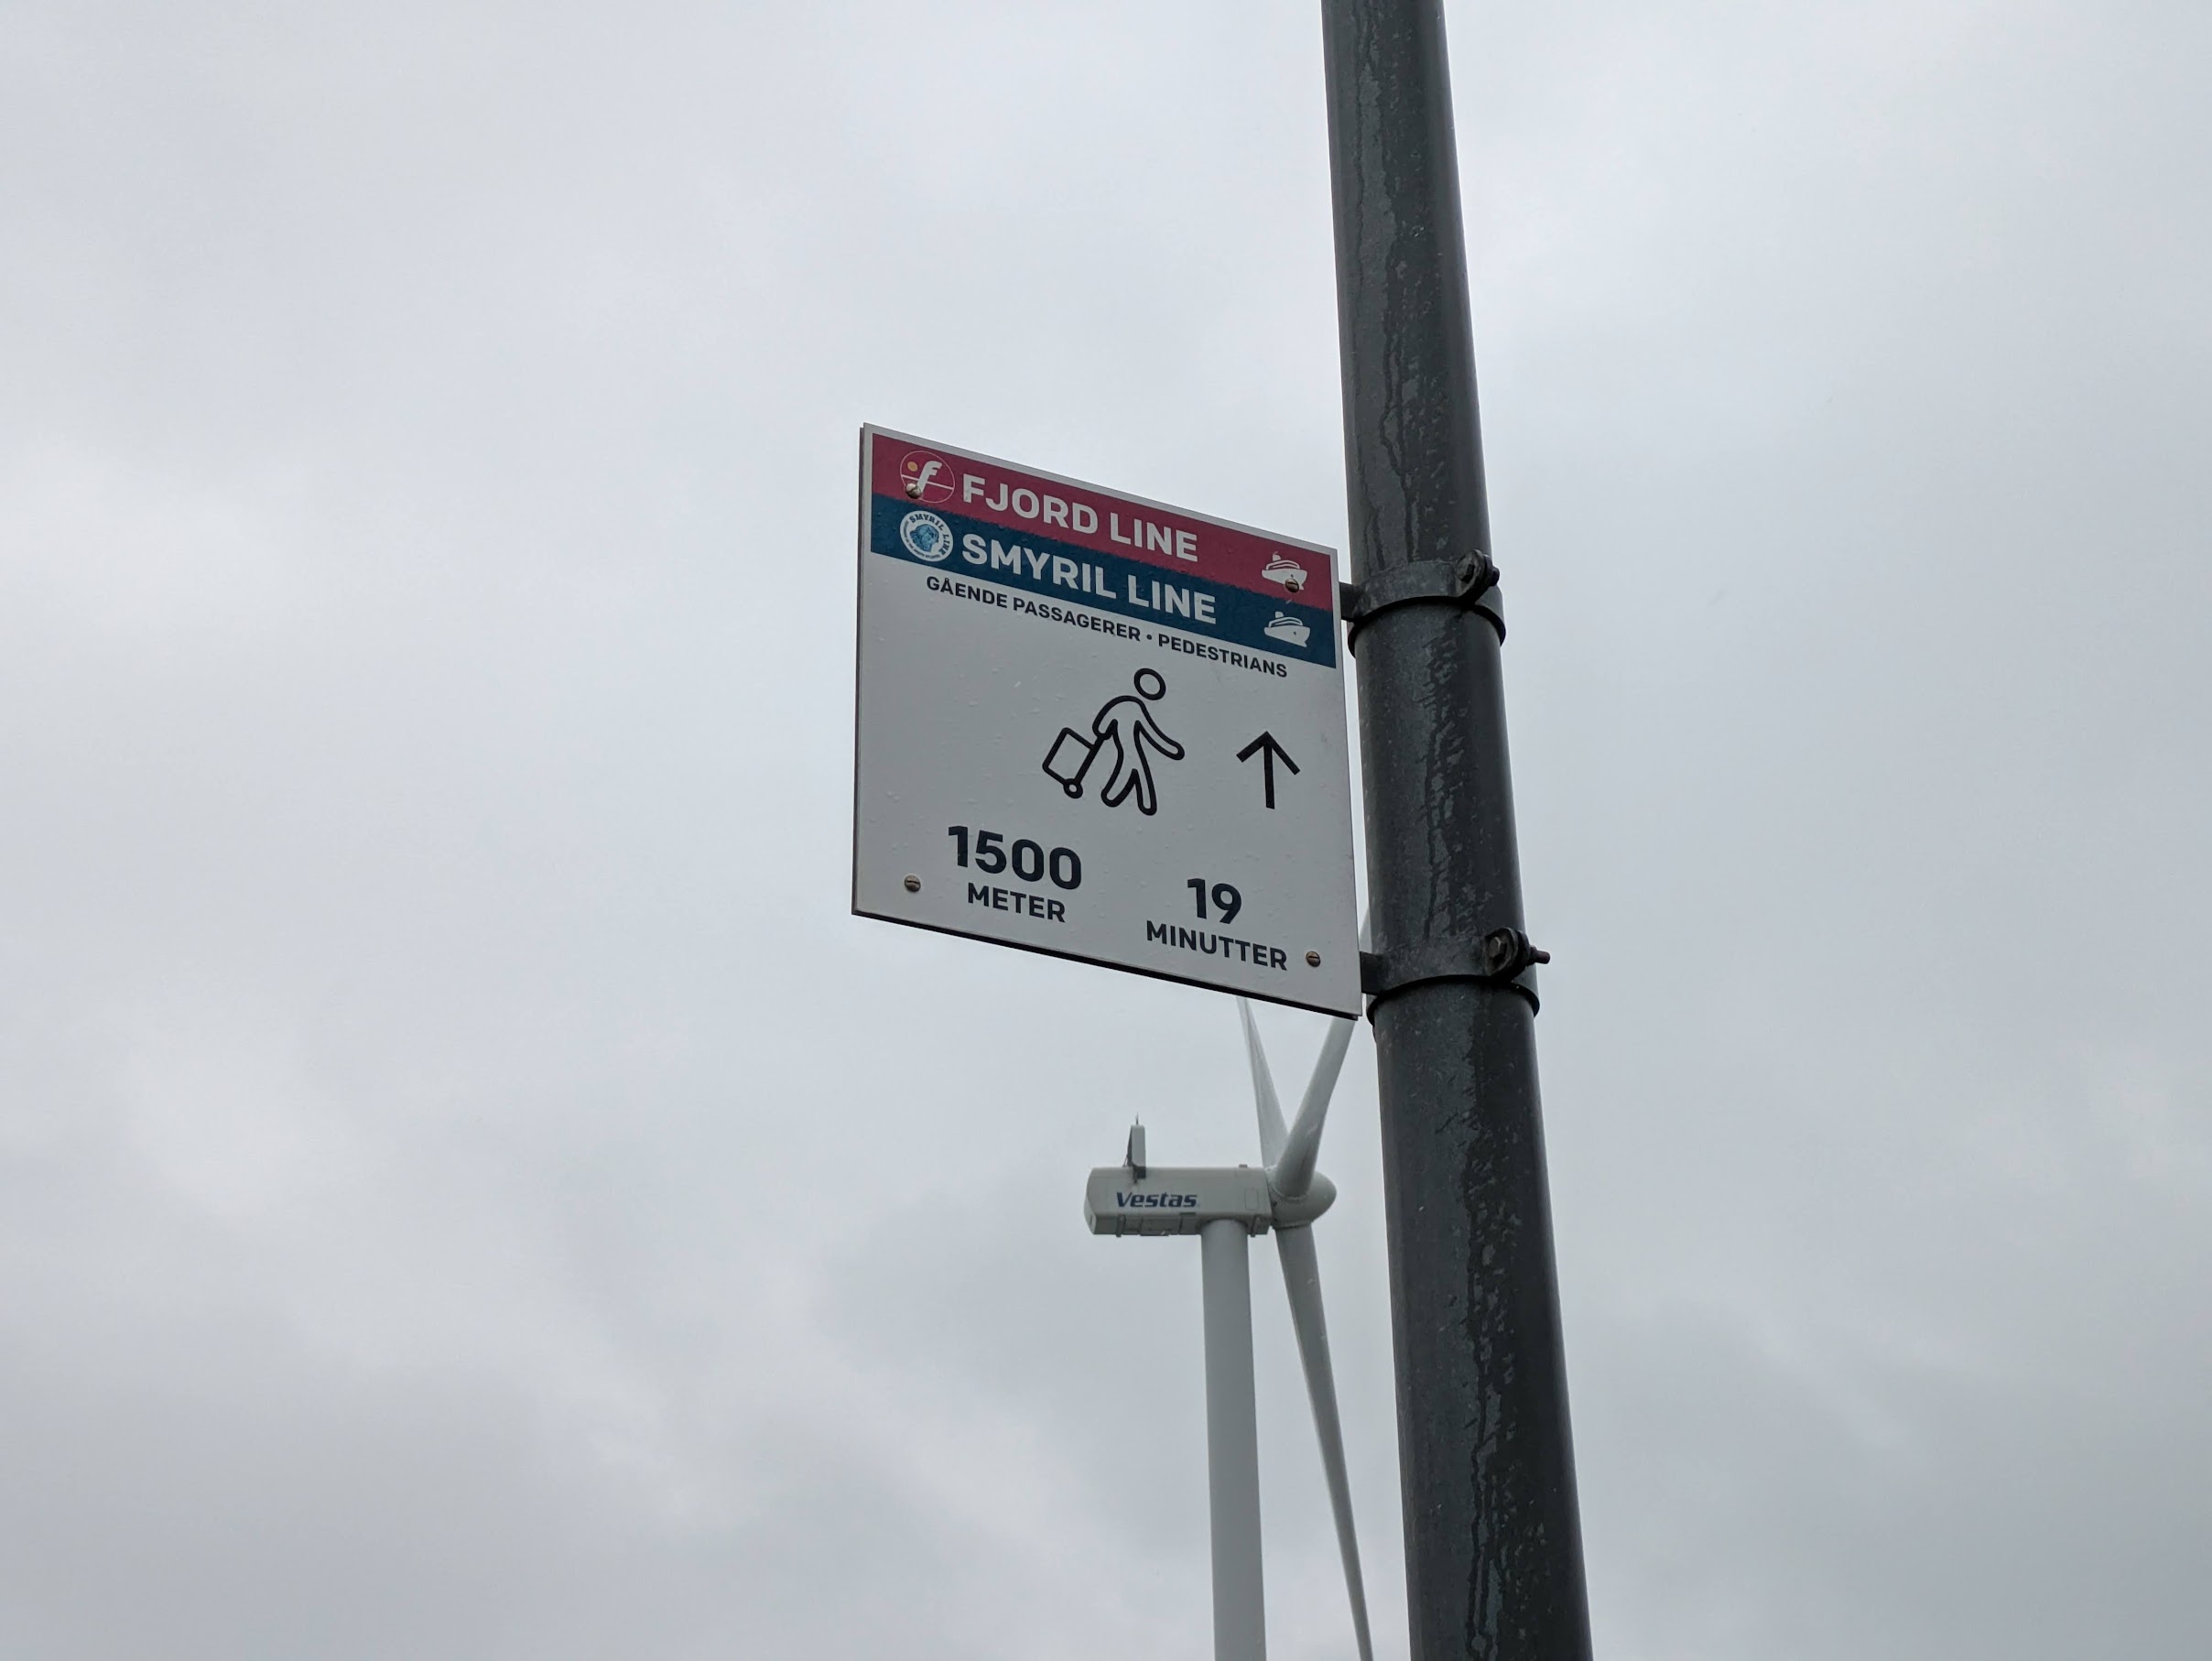 FJORD LINE
SMYRIL LINE
GÅENDE PASSAGERER • PEDESTRIANS
1500
METER
19
MINUTTER
Vestas